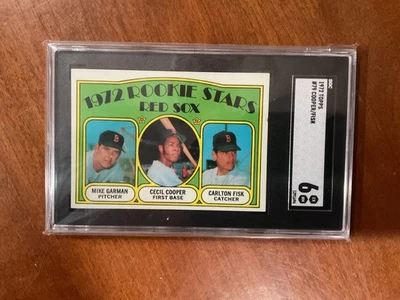 1972 ROOKIE STARS
RED SOX
MIKE GARMAN
PITCHER
CECIL COOPER
FIRST BASE
CARLTON FISK
CATCHER
SGC
1972 TOPPS
#79 COOPER/FISK
6